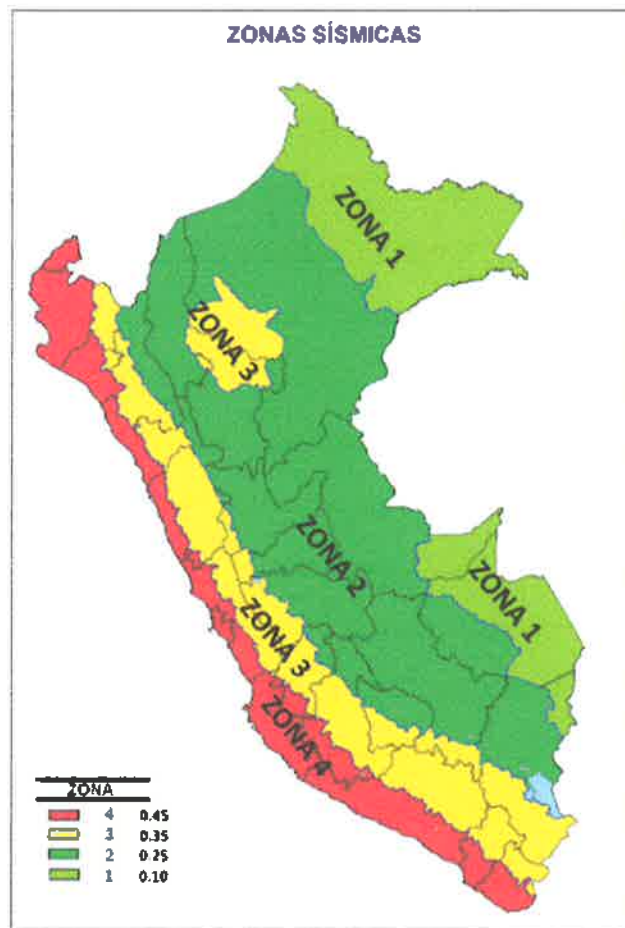 ZONAS SÍSMICAS
ZONA 1
ZONA 3
ZONA 2
ZONA 1
ZONA 3
ZONA 4
ZONA
4 0.45
3 0.35
2 0.25
1 0.10